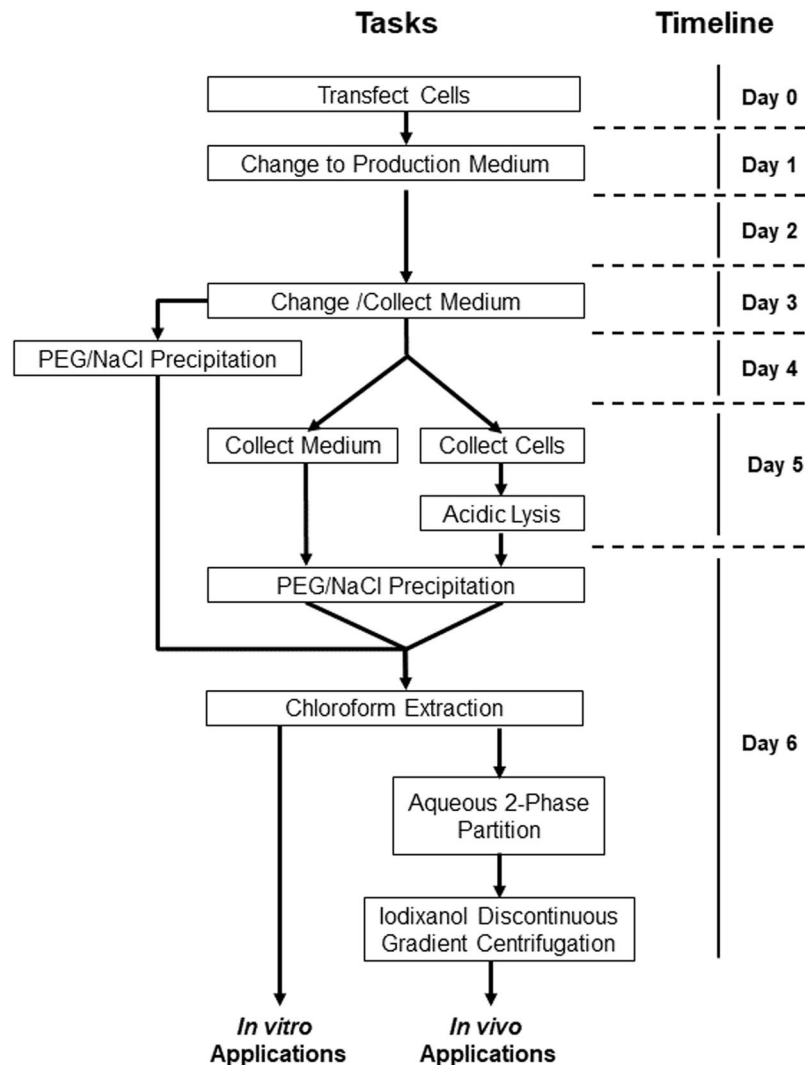 Tasks
Timeline
Transfect Cells
Day 0
Change to Production Medium
Day 1
Day 2
Change /Collect Medium
Day 3
PEG/NaCl Precipitation
Day 4
Collect Medium
Collect Cells
Day 5
Acidic Lysis
PEG/NaCl Precipitation
Chloroform Extraction
Day 6
Aqueous 2-Phase
Partition
Iodixanol Discontinuous
Gradient Centrifugation
In vitro
Applications
In vivo
Applications